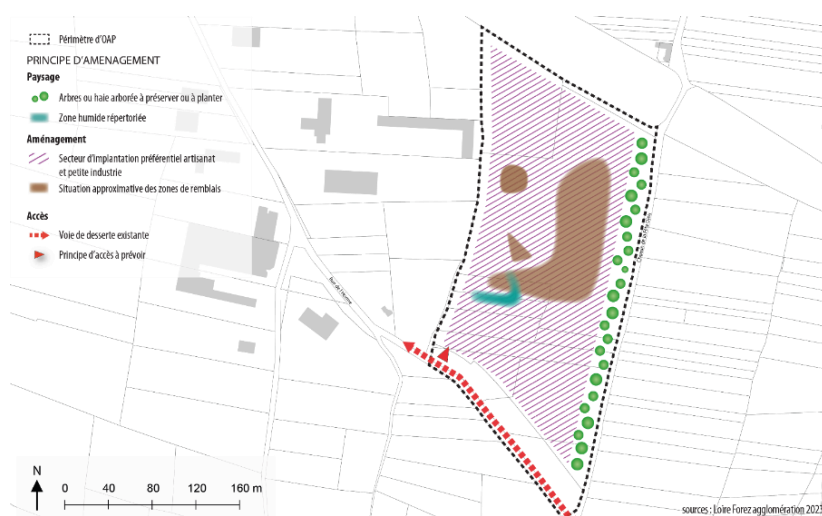 Périmètre d'OAP
PRINCIPE D'AMENAGEMENT
Paysage
Arbres ou haie arborée à préserver ou à planter
Zone humide répertoriée
Aménagement
Secteur d'implantation préférentiel artisanat
et petite industrie
Situation approximative des zones de remblais
Accès
Voie de desserte existante
Principe d'accès à prévoir
N
0 40 80 120 160 m
sources : Loire Forez agglomération 2023